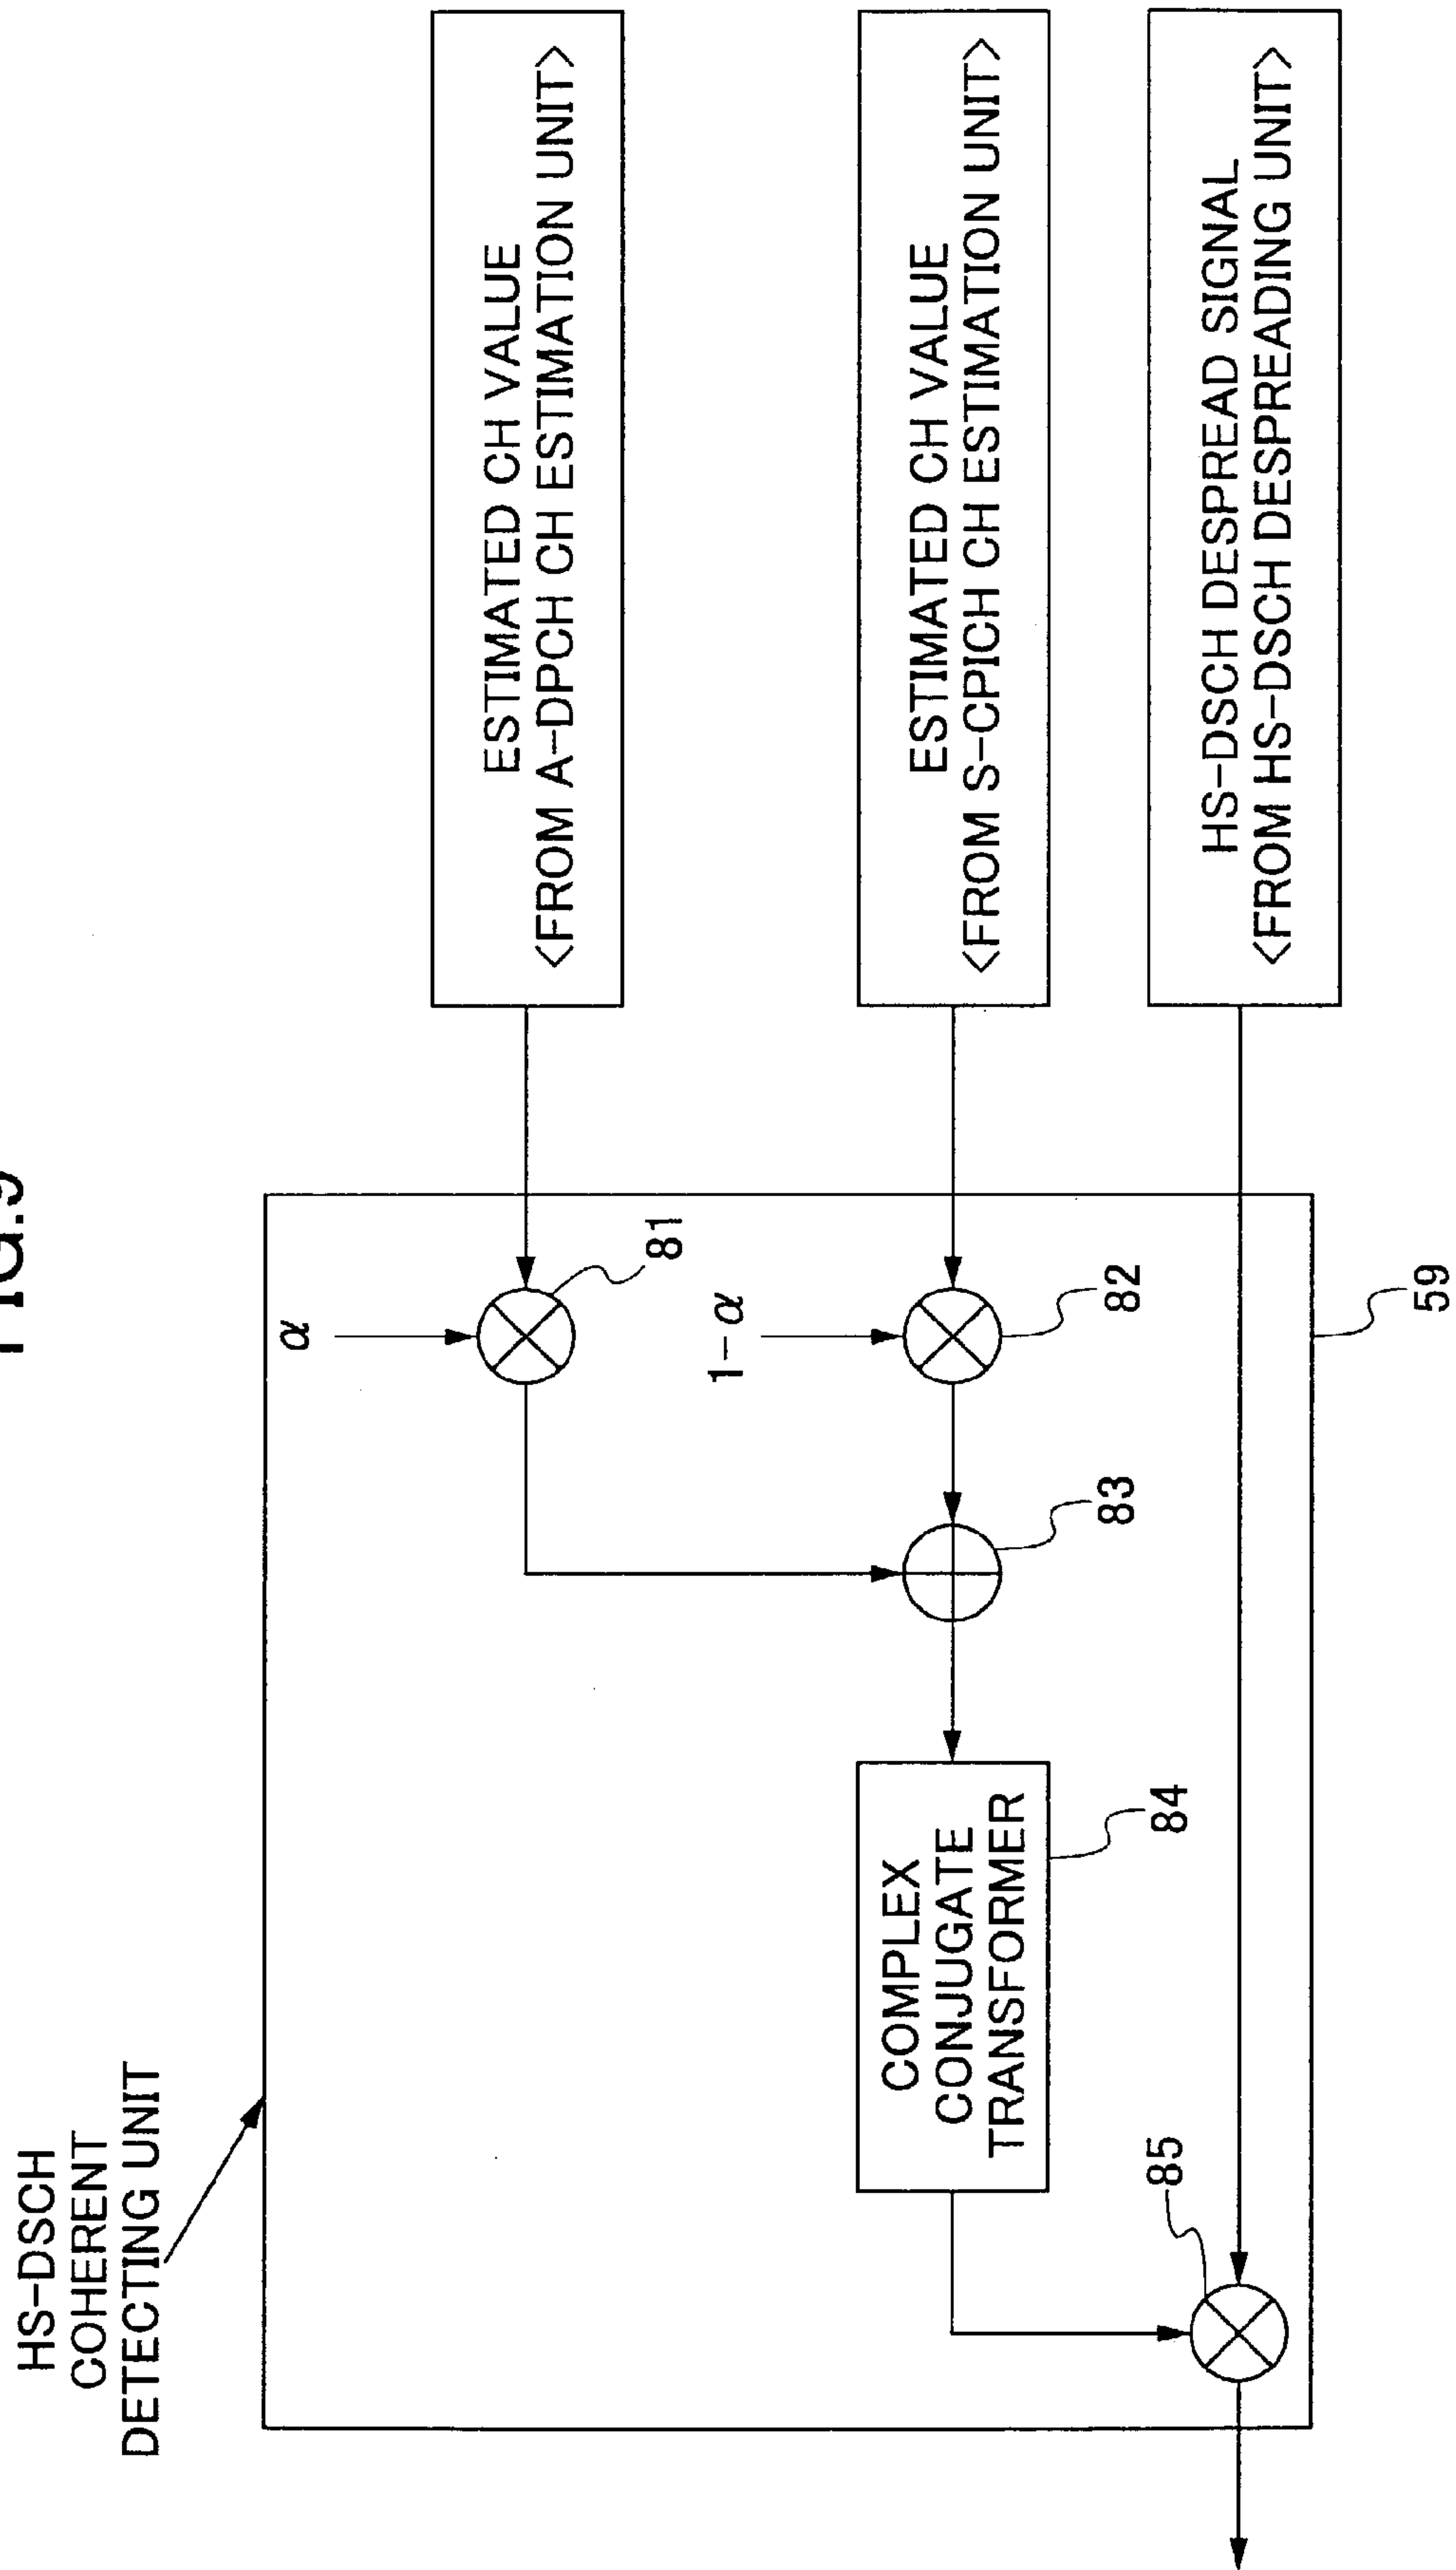 FIG.9
HS-DSCH
COHERENT
DETECTING UNIT
α
81
ESTIMATED CH VALUE
<FROM A-DPCH CH ESTIMATION UNIT>
1-α
82
83
ESTIMATED CH VALUE
<FROM S-CPICH CH ESTIMATION UNIT>
COMPLEX
CONJUGATE
TRANSFORMER
84
85
HS-DSCH DESPREAD SIGNAL
<FROM HS-DSCH DESPREADING UNIT>
59